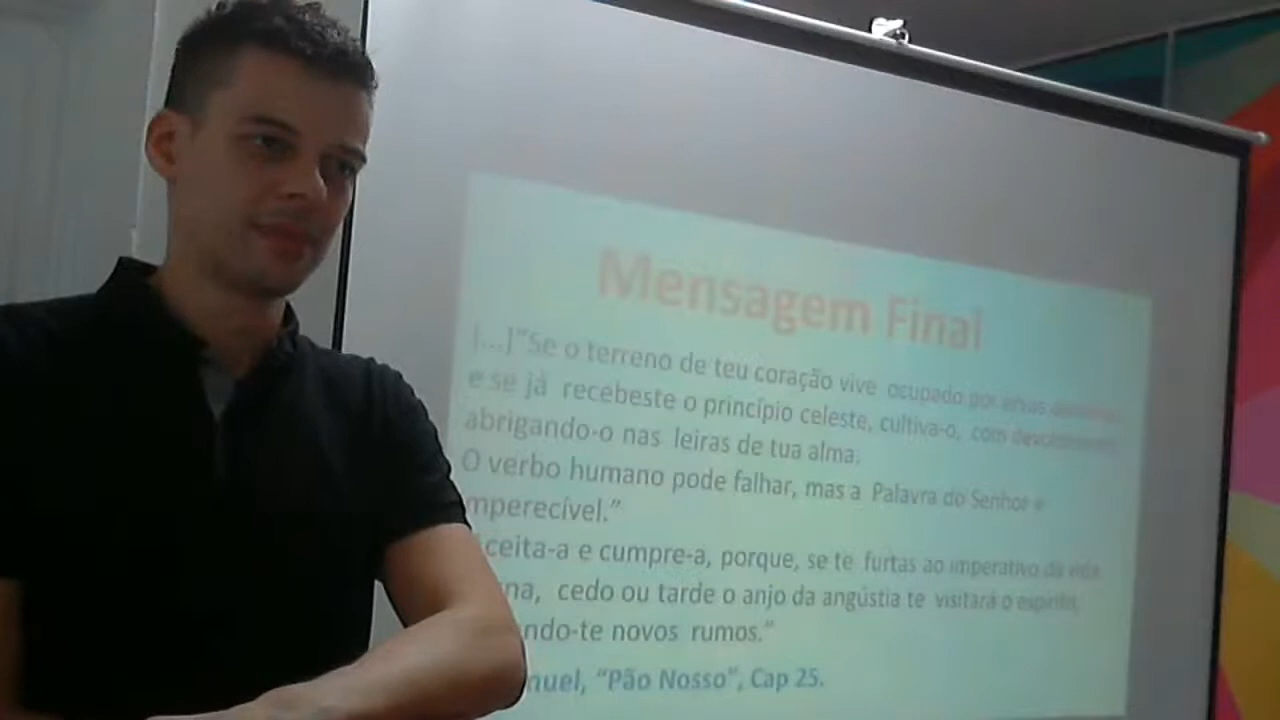 Mensagem Final
[...]"Se o terreno de teu coração vive ocupado por ervas
e se já recebeste o princípio celeste, cultiva-o, com
abrigando-o nas leiras de tua alma.
O verbo humano pode falhar, mas a Palavra do Senhor é
mperecível."
ceita-a e cumpre-a, porque, se te furtas ao imperativo da vida
na, cedo ou tarde o anjo da angústia te visitará o espírito,
ndo-te novos rumos."
nuel, "Pão Nosso", Cap 25.